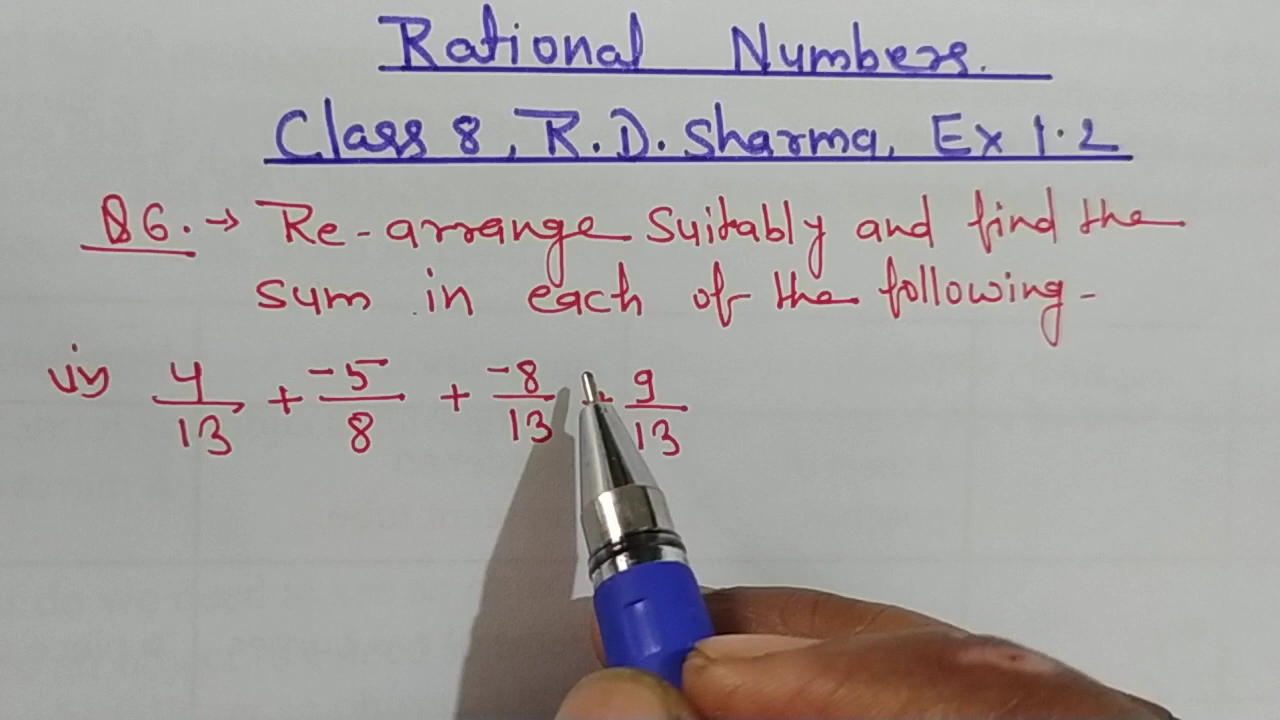 Rational Numbers.
Class 8, R.D. Sharma, Ex 1.2
Q6. → Re-arrange Suitably and find the
sum in each of the following -
iv) 4/13 + -5/8 + -8/13 + 9/13